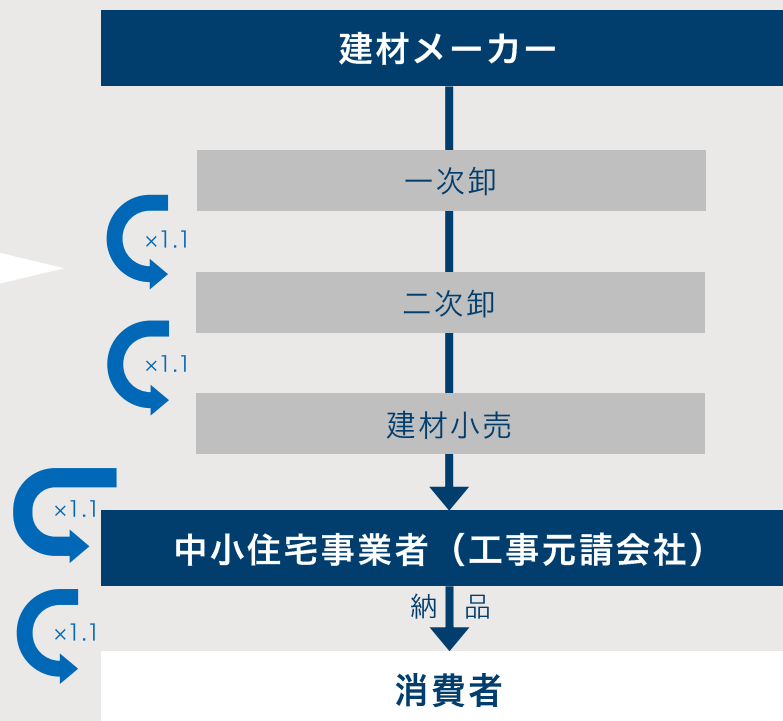 建材メーカー
一次卸
×1.1
二次卸
×1.1
建材小売
×1.1
中小住宅事業者（工事元請会社）
納品
×1.1
消費者